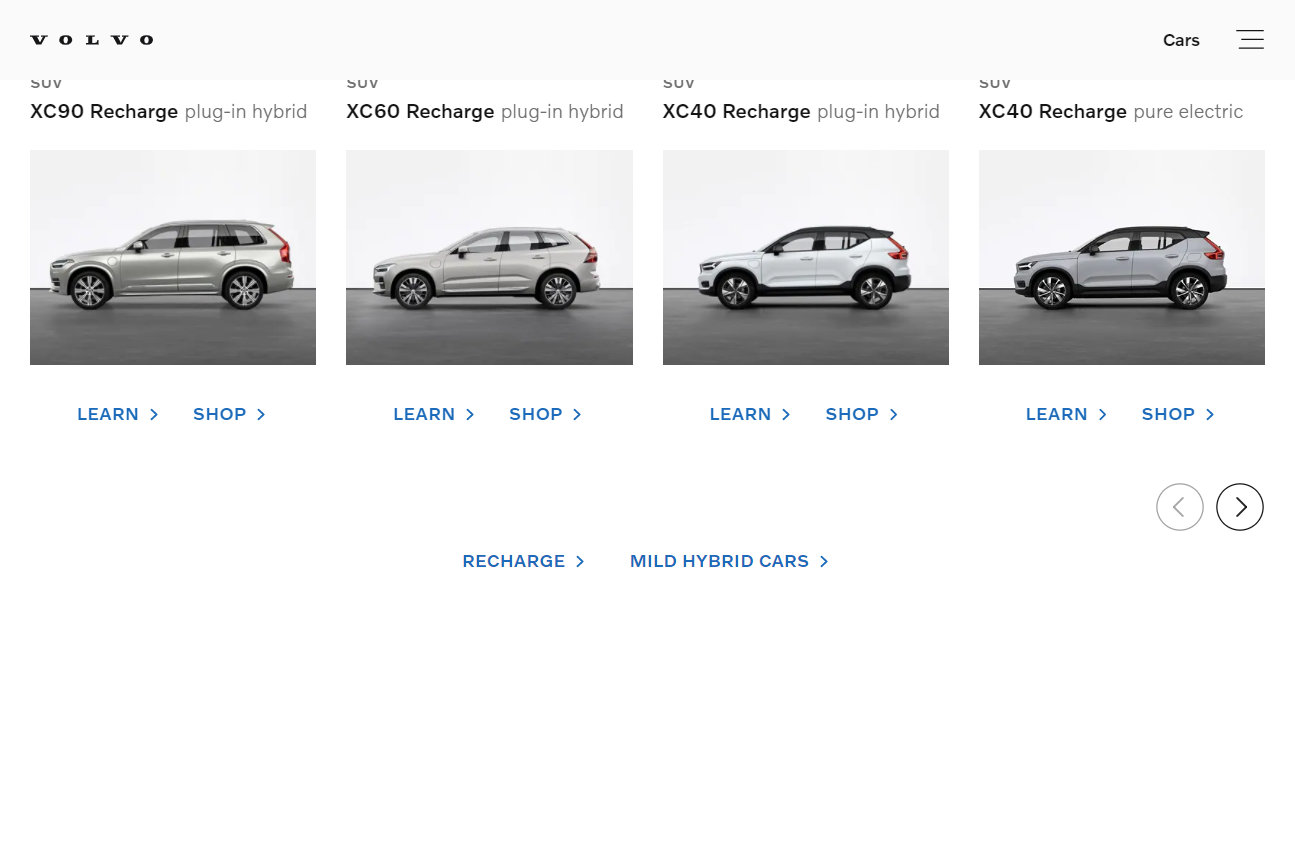 VOLVO
Cars
SUV
XC90 Recharge plug-in hybrid
LEARN
SHOP
SUV
XC60 Recharge plug-in hybrid
LEARN
SHOP
SUV
XC40 Recharge plug-in hybrid
LEARN
SHOP
SUV
XC40 Recharge pure electric
LEARN
SHOP
RECHARGE
MILD HYBRID CARS